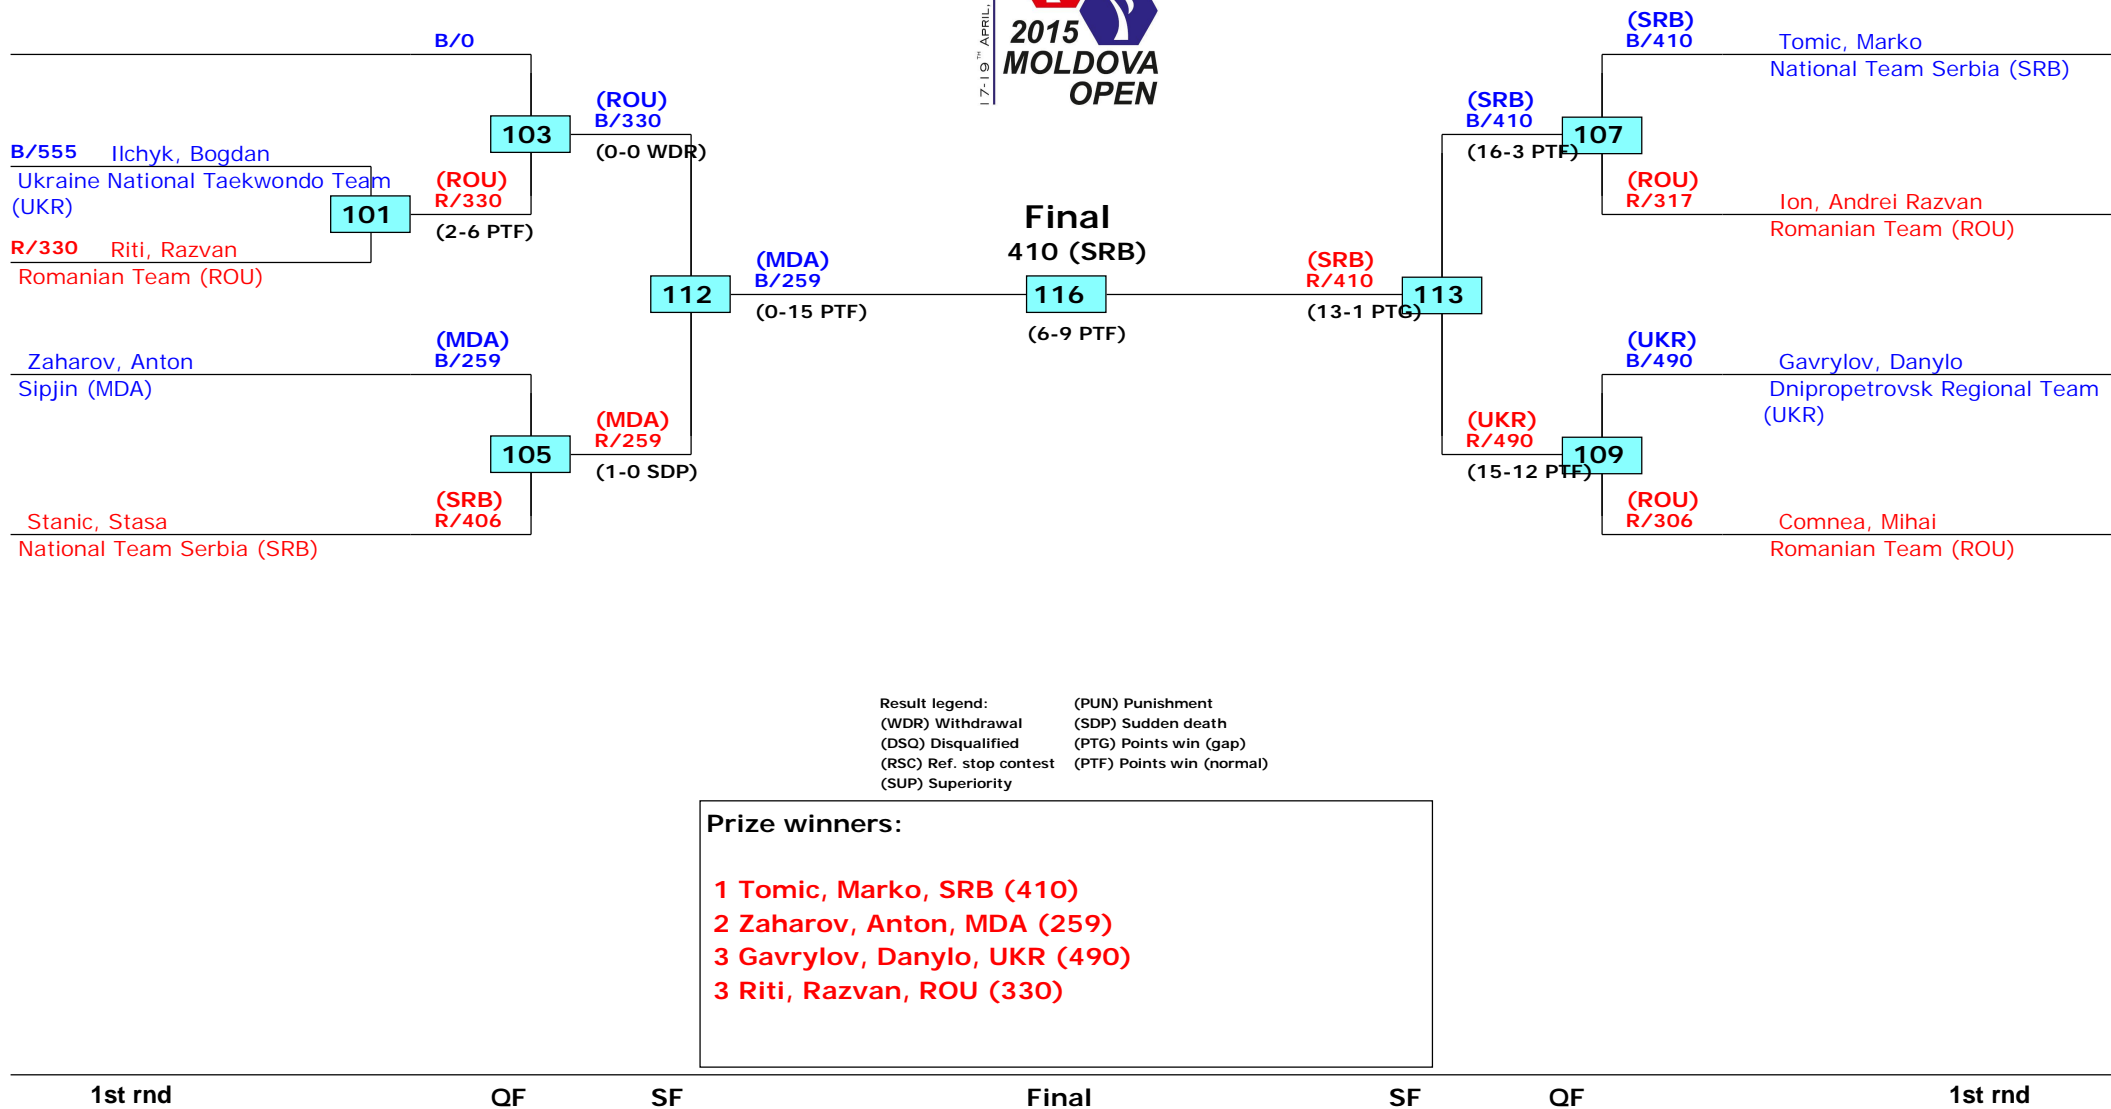 17-19TH APRIL,
2015
MOLDOVA
OPEN
B/0
103
(ROU)
B/330
(0-0 WDR)
B/555 Ilchyk, Bogdan
Ukraine National Taekwondo Team
(UKR)
101
(ROU)
R/330
(2-6 PTF)
R/330 Riti, Razvan
Romanian Team (ROU)
112
(MDA)
B/259
(0-15 PTF)
Zaharov, Anton
Sipjin (MDA)
(MDA)
B/259
105
(MDA)
R/259
(1-0 SDP)
Stanic, Stasa
National Team Serbia (SRB)
(SRB)
R/406
Final
410 (SRB)
116
(6-9 PTF)
(SRB)
R/410
(13-1 PTG)
113
(SRB)
B/410
(16-3 PTF)
107
(SRB)
B/410
Tomic, Marko
National Team Serbia (SRB)
(ROU)
R/317
Ion, Andrei Razvan
Romanian Team (ROU)
(UKR)
R/490
(15-12 PTF)
109
(UKR)
B/490
Gavrylov, Danylo
Dnipropetrovsk Regional Team
(UKR)
(ROU)
R/306
Comnea, Mihai
Romanian Team (ROU)
Result legend: (PUN) Punishment
(WDR) Withdrawal (SDP) Sudden death
(DSQ) Disqualified (PTG) Points win (gap)
(RSC) Ref. stop contest (PTF) Points win (normal)
(SUP) Superiority
Prize winners:
1 Tomic, Marko, SRB (410)
2 Zaharov, Anton, MDA (259)
3 Gavrylov, Danylo, UKR (490)
3 Riti, Razvan, ROU (330)
1st rnd QF SF Final SF QF 1st rnd